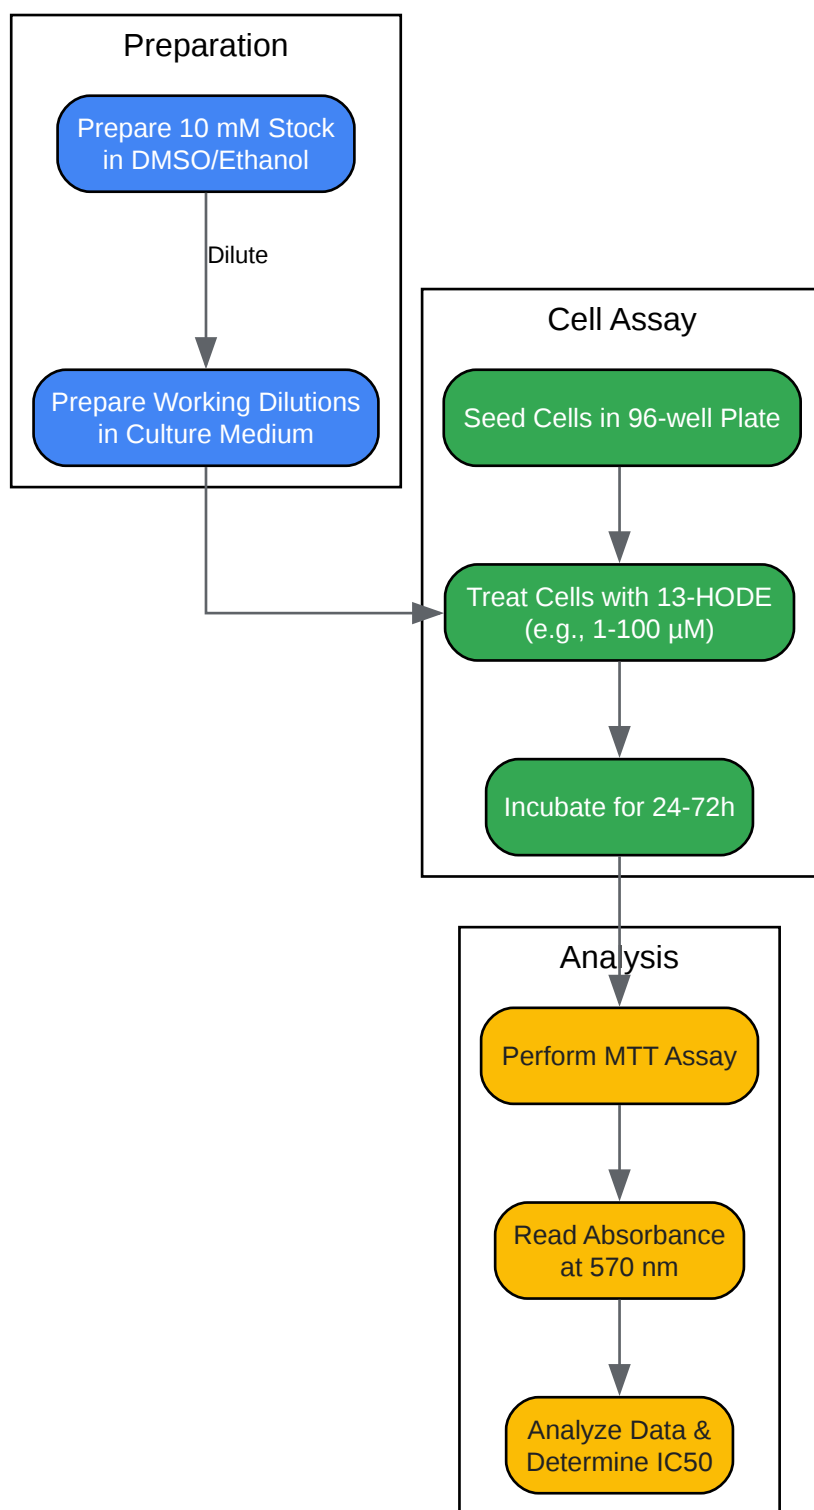 Preparation
Prepare 10 mM Stock
in DMSO/Ethanol
Dilute
Prepare Working Dilutions
in Culture Medium
Cell Assay
Seed Cells in 96-well Plate
Treat Cells with 13-HODE
(e.g., 1-100 µM)
Incubate for 24-72h
Analysis
Perform MTT Assay
Read Absorbance
at 570 nm
Analyze Data &
Determine IC50